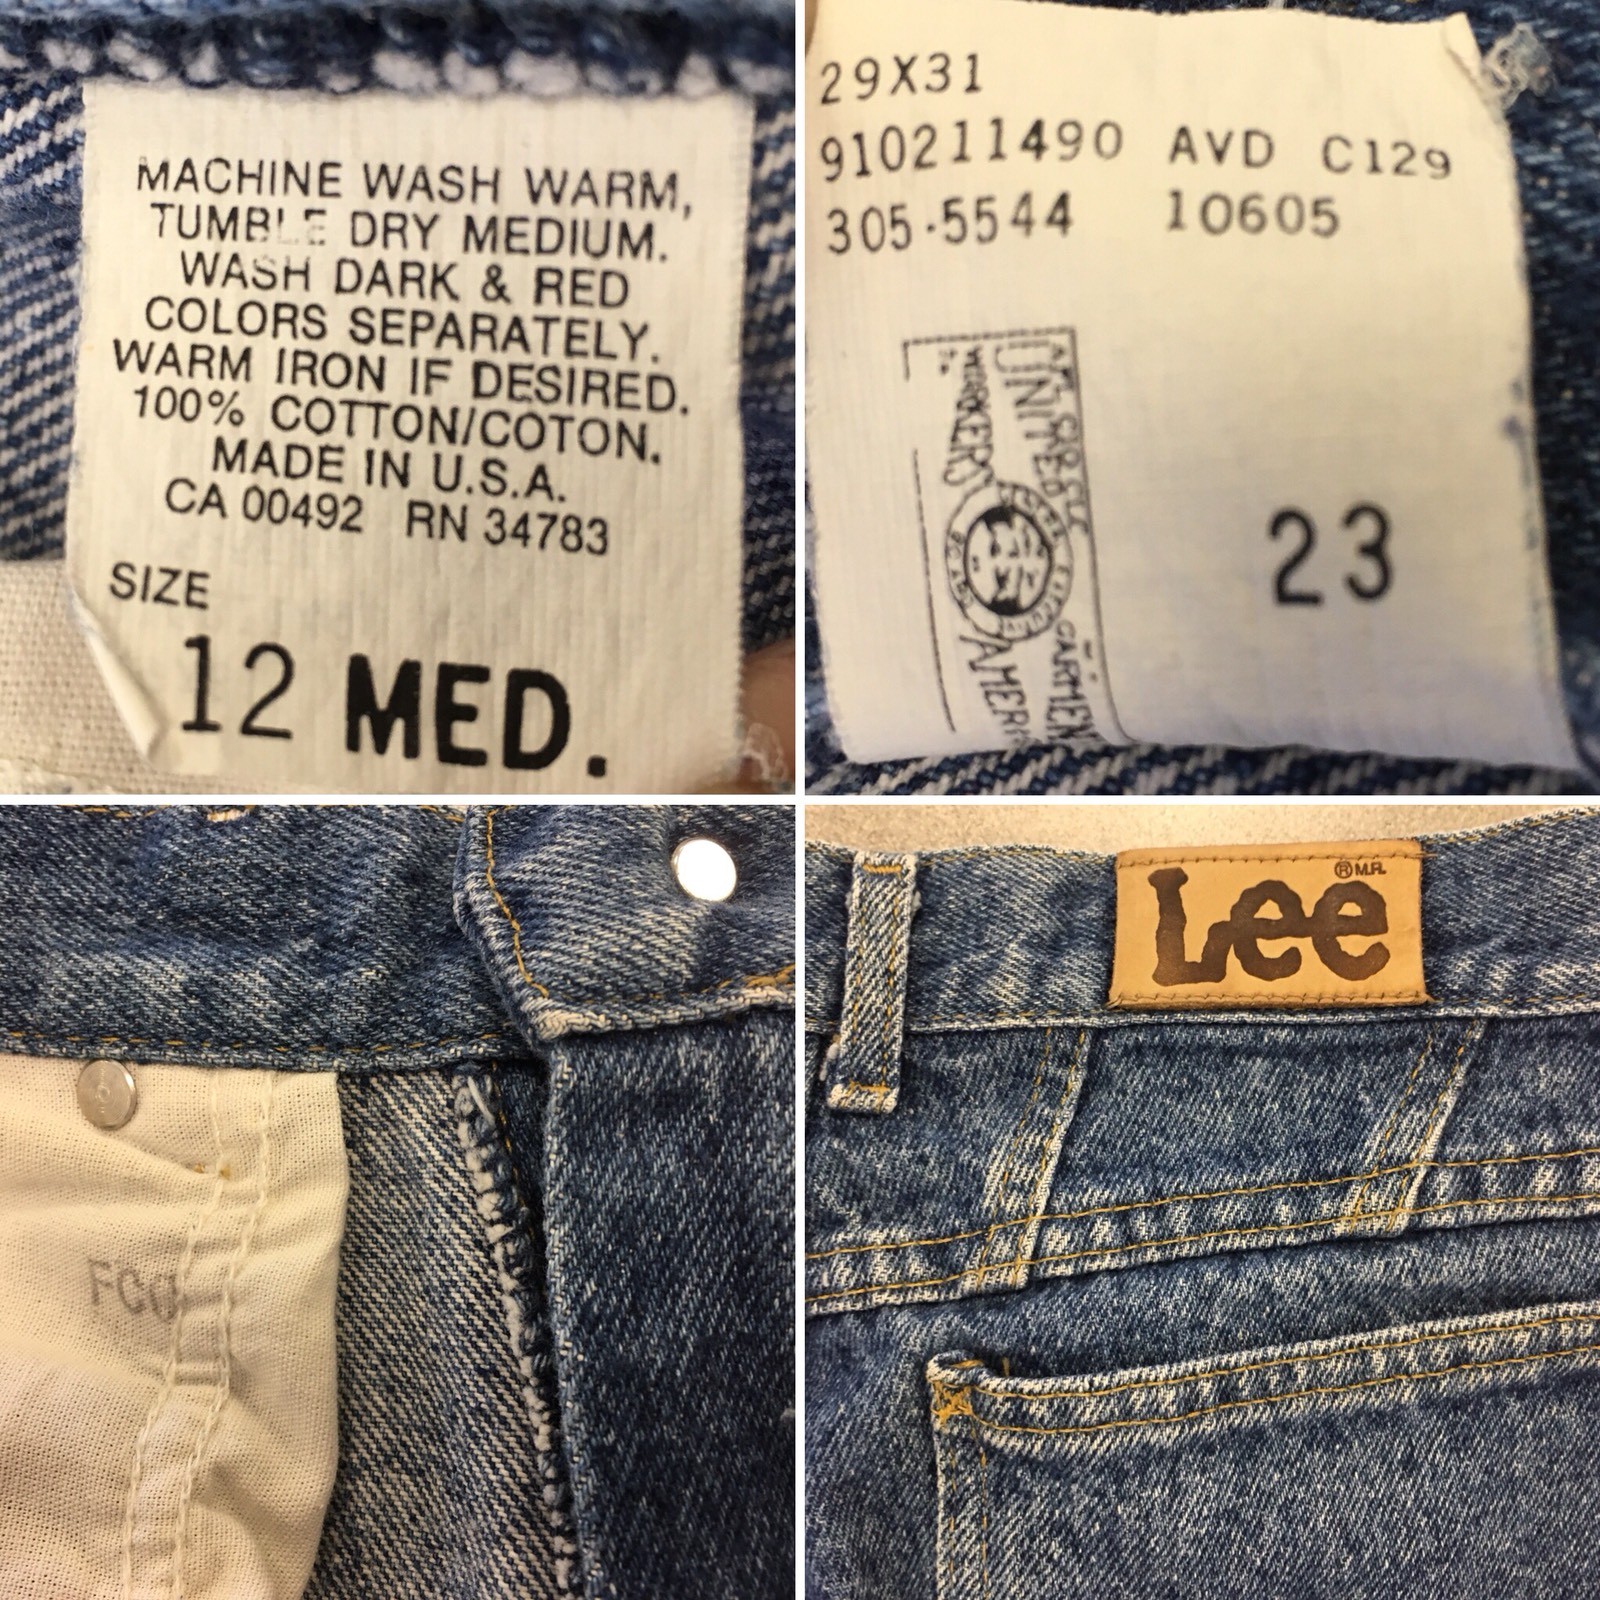 MACHINE WASH WARM,
TUMBLE DRY MEDIUM.
WASH DARK & RED
COLORS SEPARATELY.
WARM IRON IF DESIRED.
100% COTTON/COTON.
MADE IN U.S.A.
CA 00492 RN 34783
SIZE
12 MED.
29X31
910211490 AVD C129
305-5544 10605
UNITED
GARMEN
WORKERS
AMERI
23
Lee
® M.R.